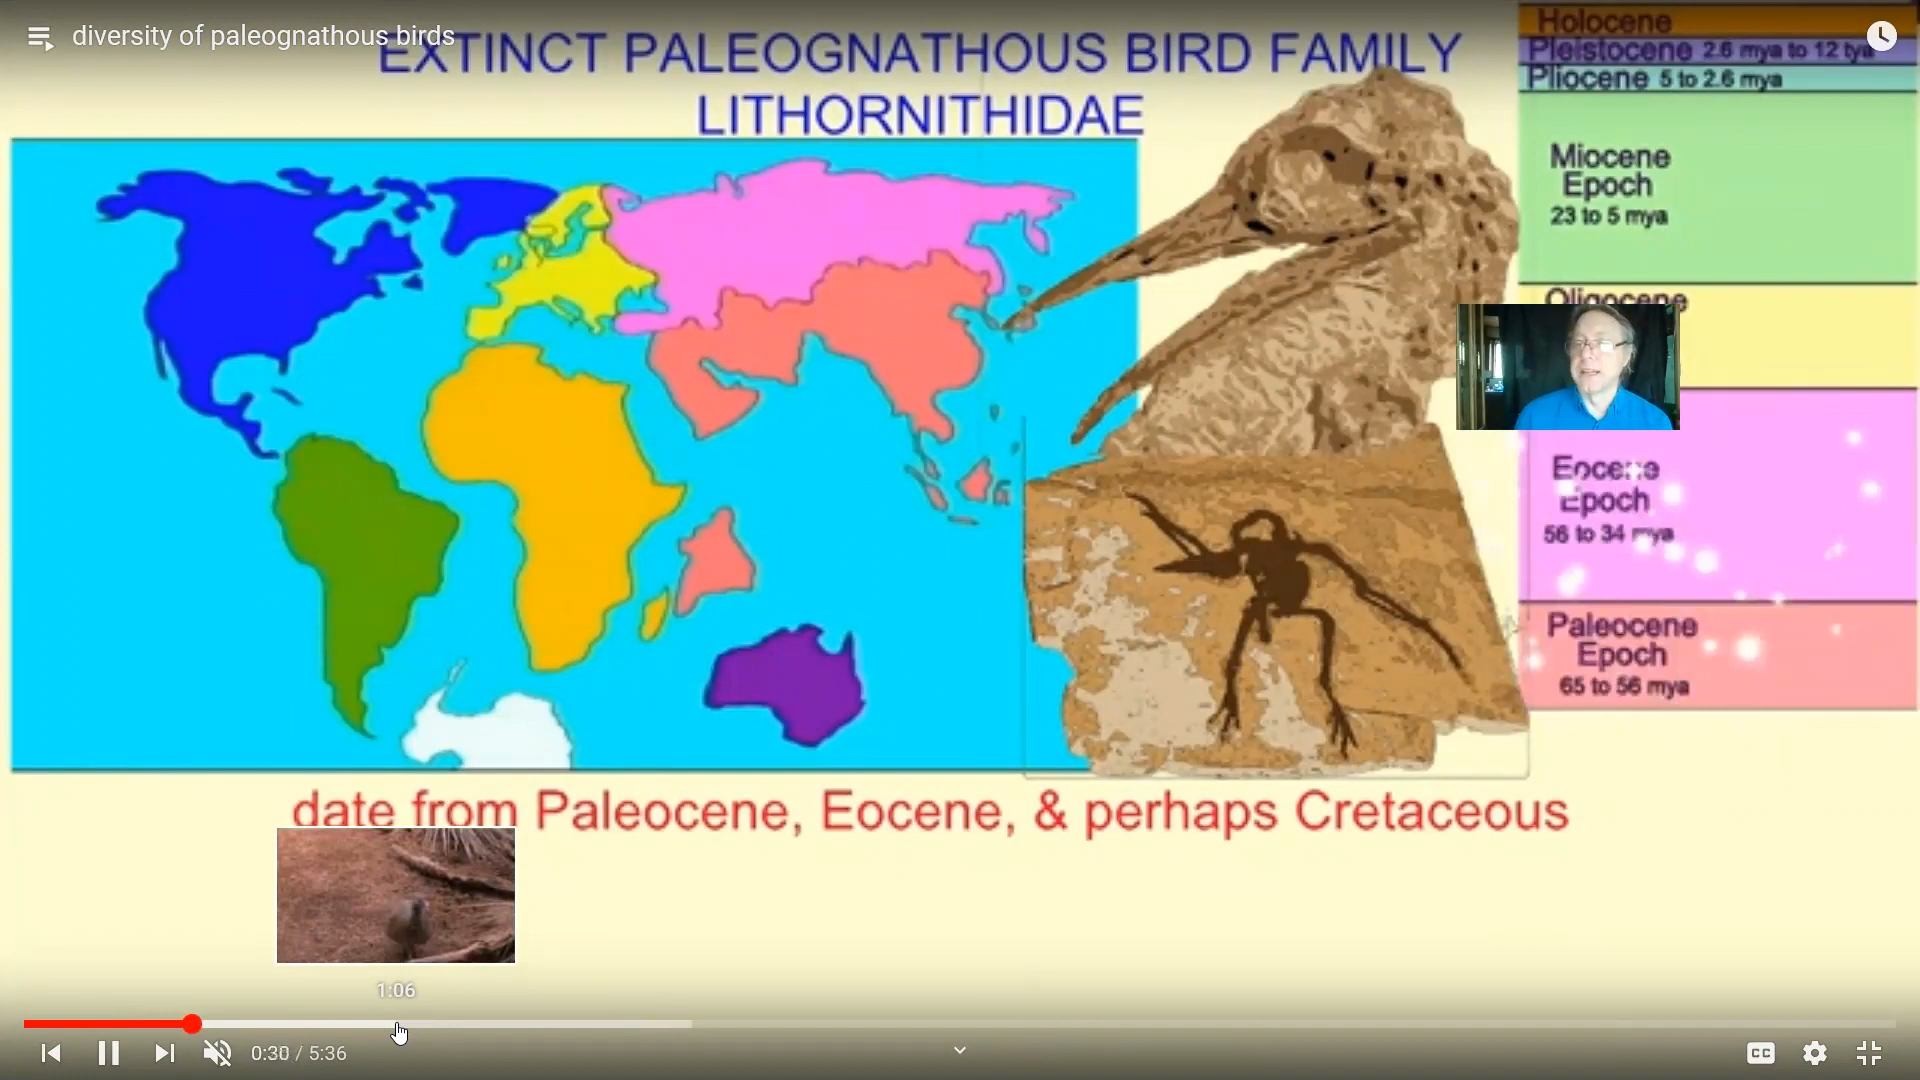 diversity of paleognathous birds
EXTINCT PALEOGNATHOUS BIRD FAMILY
LITHORNITHIDAE
Holocene
Pleistocene 2.6 mya to 12 tya
Pliocene 5 to 2.6 mya
Miocene
Epoch
23 to 5 mya
Oligocene
Eocene
Epoch
56 to 34 mya
Paleocene
Epoch
65 to 56 mya
date from Paleocene, Eocene, & perhaps Cretaceous
1:06
0:30 / 5:36
CC